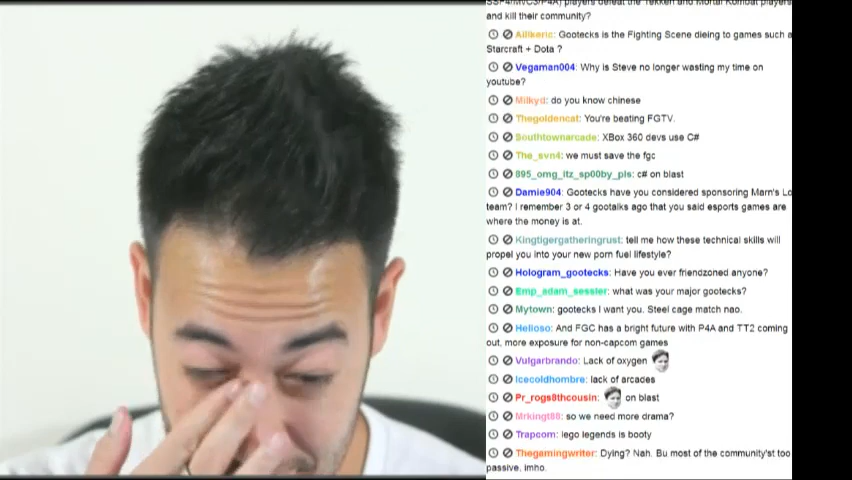 SSF4/MVC3/P4A) players defeat the Tekken and Mortal Kombat players
and kill their community?
Ailikeric: Gootecks is the Fighting Scene dieing to games such a
Starcraft + Dota ?
Vegaman004: Why is Steve no longer wasting my time on
youtube?
Milkyd: do you know chinese
Thegoldencat: You're beating FGTV.
Southtownarcade: XBox 360 devs use C#
The_svn4: we must save the fgc
895_omg_itz_sp00by_pls: c# on blast
Damie904: Gootecks have you considered sponsoring Marn's Lo
team? I remember 3 or 4 gootalks ago that you said esports games are
where the money is at.
Kingtigergatheringrust: tell me how these technical skills will
propel you into your new porn fuel lifestyle?
Hologram_gootecks: Have you ever friendzoned anyone?
Emp_adam_sessler: what was your major gootecks?
Mytown: gootecks I want you. Steel cage match nao.
Helioso: And FGC has a bright future with P4A and TT2 coming
out, more exposure for non-capcom games
Vulgarbrando: Lack of oxygen
Icecoldhombre: lack of arcades
Pr_rogs8thcousin: on blast
Mrkingt86: so we need more drama?
Trapcom: lego legends is booty
Thegamingwriter: Dying? Nah. Bu most of the community'st too
passive, imho.